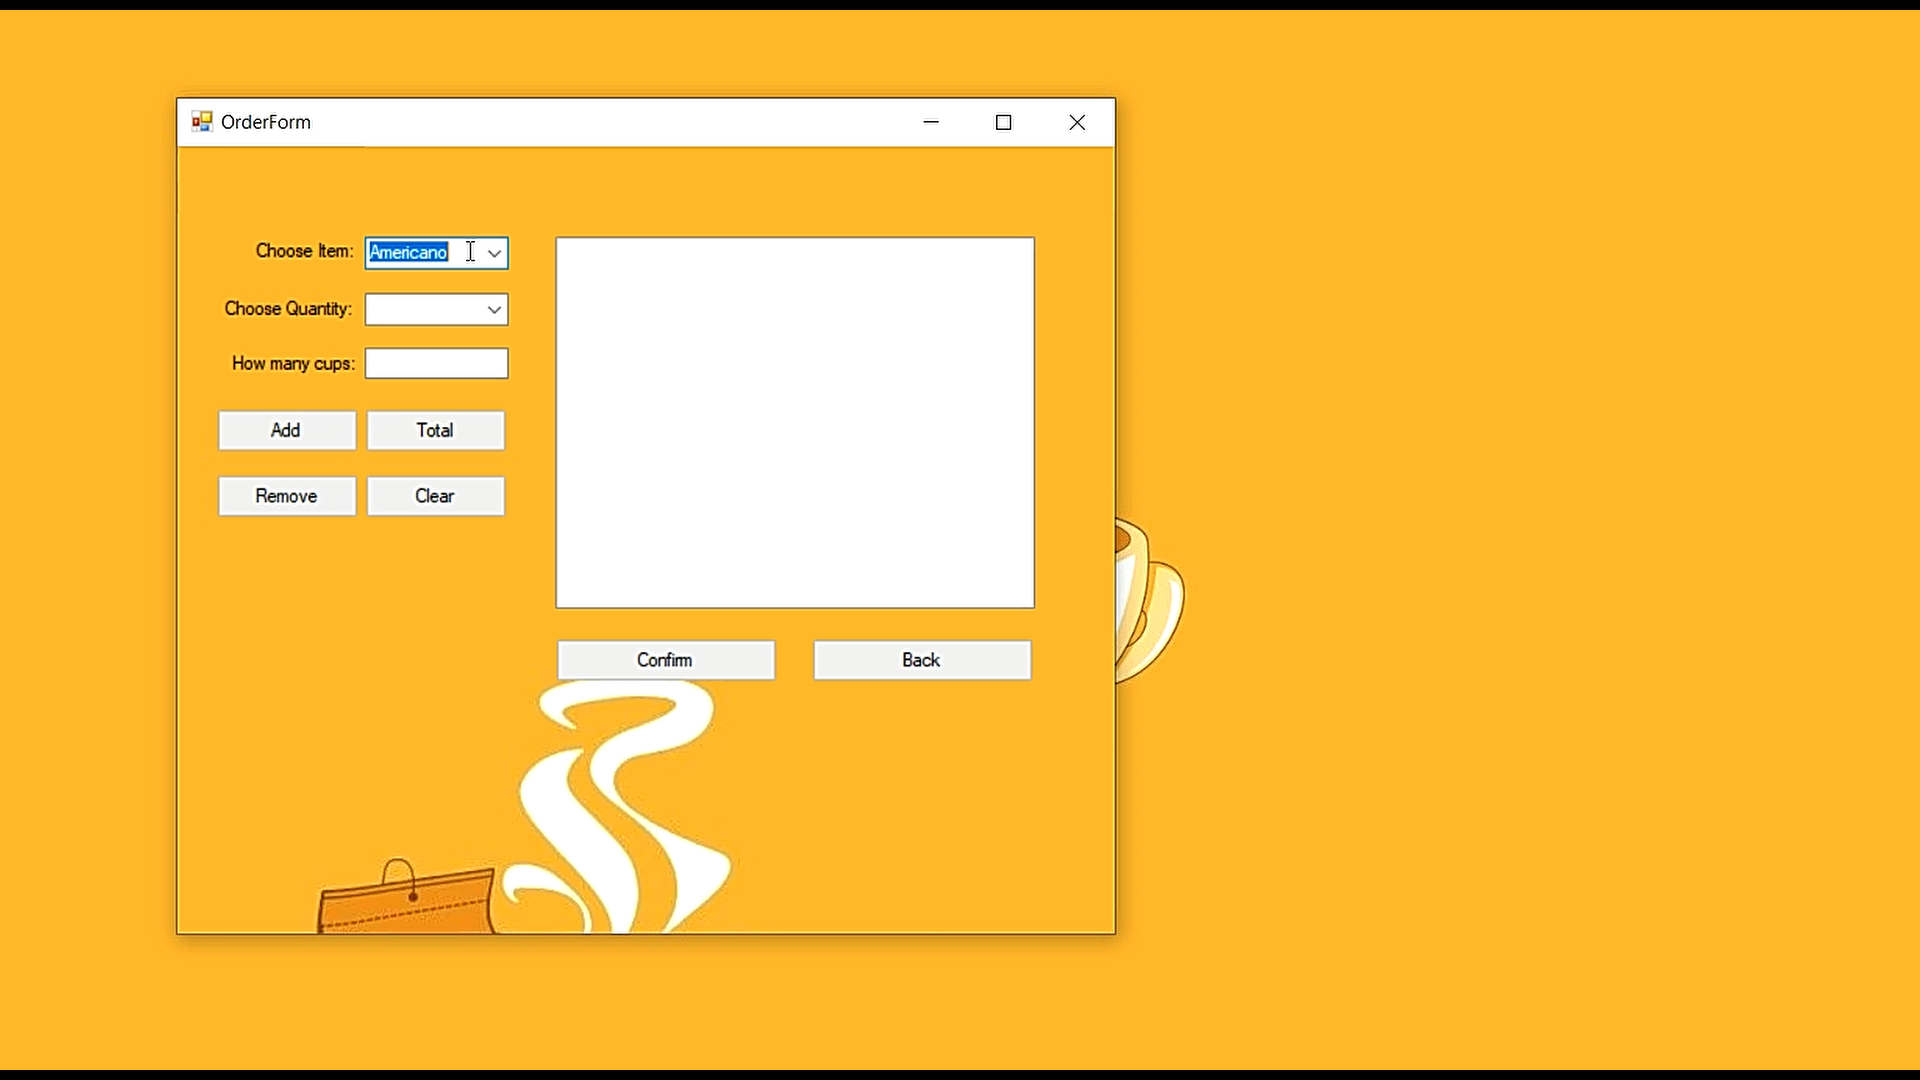 OrderForm
Choose Item: Americano
Choose Quantity:
How many cups:
Add Total
Remove Clear
Confirm Back